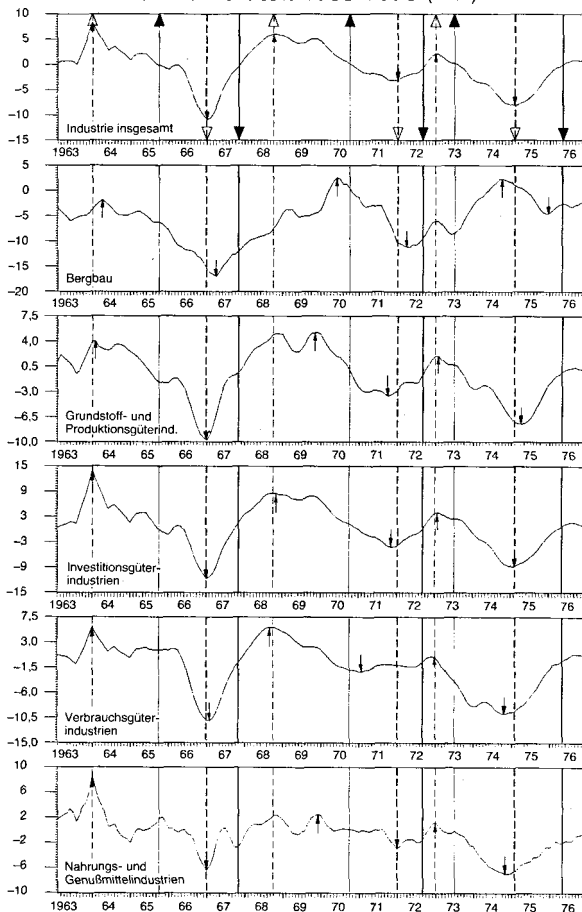 10
5
0
-5
-10
-15
Industrie insgesamt
1963 64 65 66 67 68 70 71 72 73 74 75 76
5
0
-5
-10
-15
-20
Bergbau
1963 64 65 66 67 68 70 71 72 73 74 75 76
7,5
4,0
0,5
-3,0
-6,5
-10,0
Grundstoff- und
Produktionsgüterind.
1963 64 65 66 67 68 70 71 72 73 74 75 76
15
9
3
-3
-9
-15
Investitionsgüter-
industrien
1963 64 65 66 67 68 70 71 72 73 74 75 76
7,5
3,0
-1,5
-6,0
-10,5
-15,0
Verbrauchsgüter-
industrien
1963 64 65 66 67 68 70 71 72 73 74 75 76
10
6
2
-2
-6
-10
Nahrungs- und
Genußmittelindustrien
1963 64 65 66 67 68 70 71 72 73 74 75 76